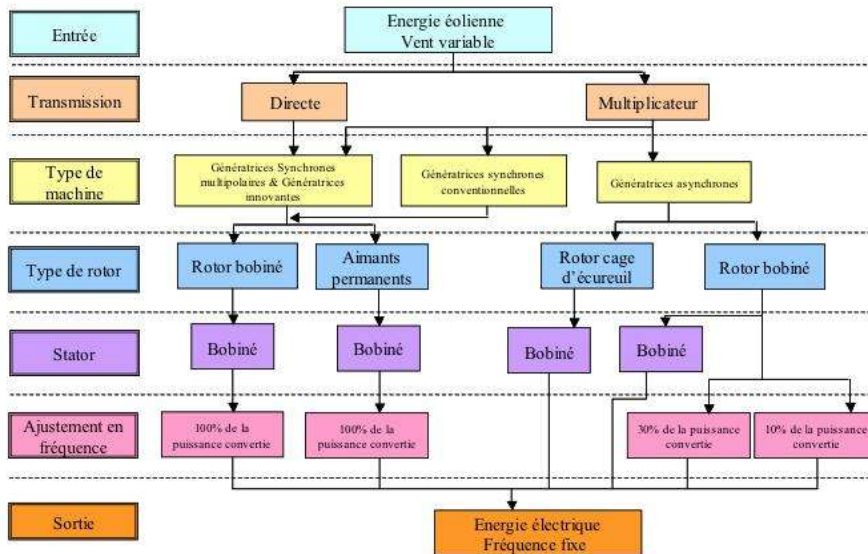 Entrée
Energie éolienne
Vent variable
Transmission
Directe
Multiplicateur
Type de
machine
Génératrices Synchrones
multipolaires & Génératrices
innovantes
Génératrices synchrones
conventionnelles
Génératrices asynchrones
Type de rotor
Rotor bobiné
Aimants
permanents
Rotor cage
d'écureuil
Rotor bobiné
Stator
Bobiné
Bobiné
Bobiné
Bobiné
Ajustement en
fréquence
100% de la
puissance convertie
100% de la
puissance convertie
30% de la puissance
convertie
10% de la puissance
convertie
Sortie
Energie électrique
Fréquence fixe